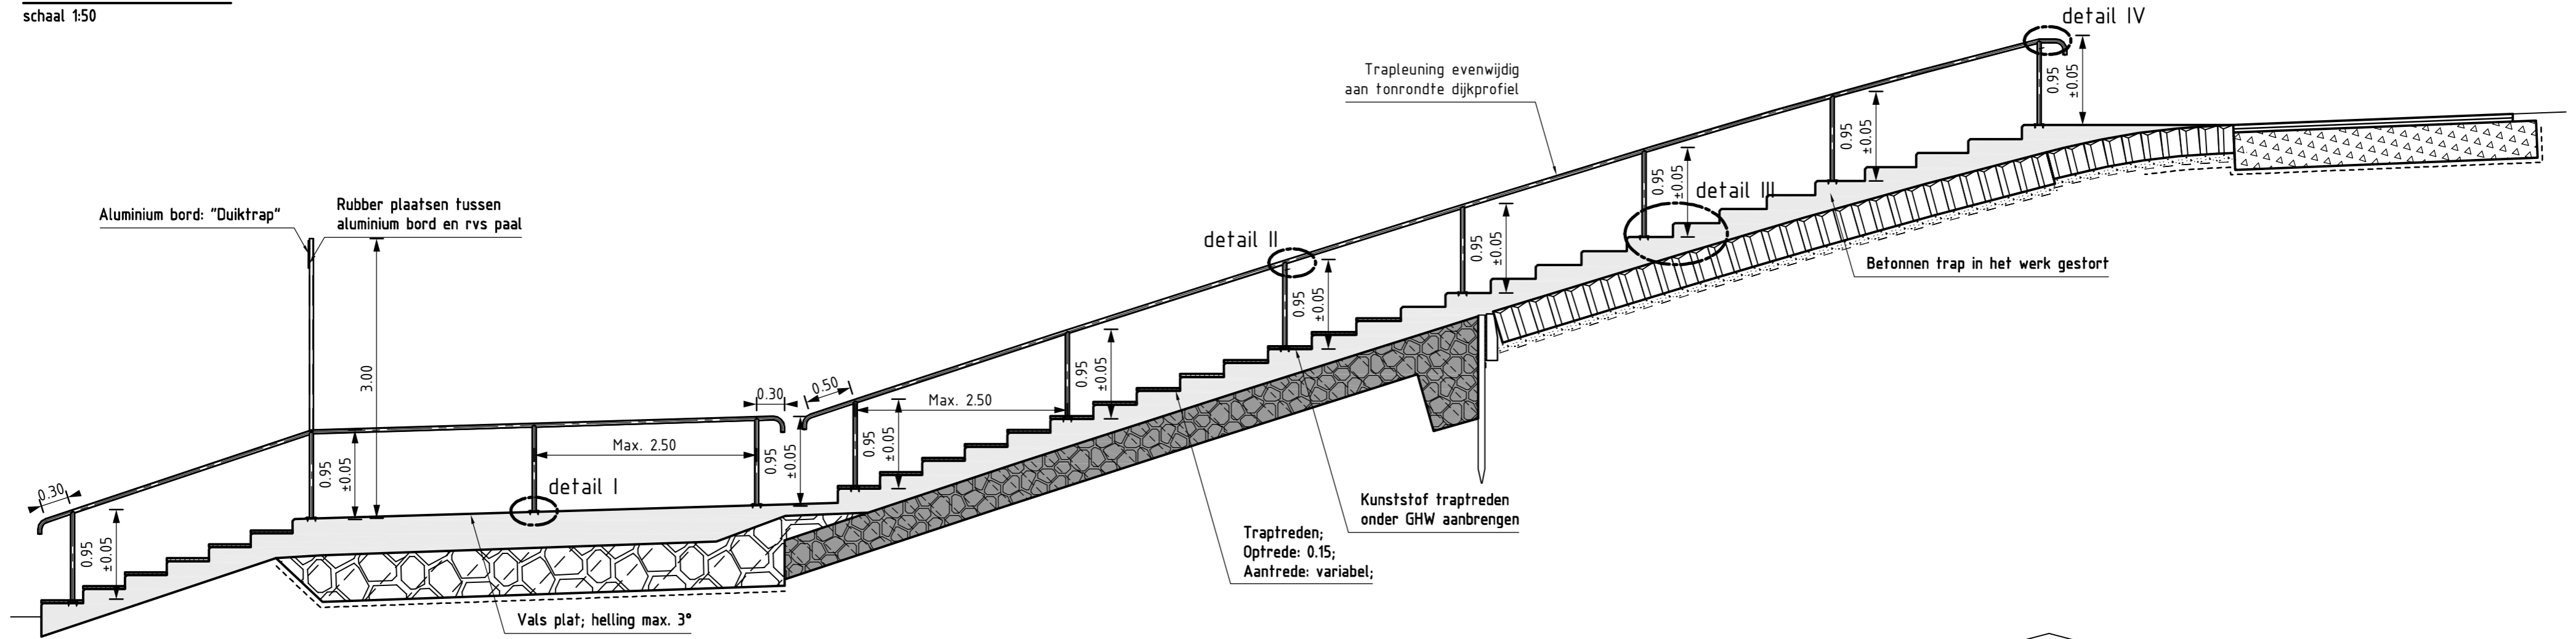 schaal 1:50
detail IV
Trapleuning evenwijdig
aan tonrondte dijkprofiel
0.95
±0.05
0.95
±0.05
0.95
±0.05
detail III
Aluminium bord: "Duiktrap"
Rubber plaatsen tussen
aluminium bord en rvs paal
detail II
0.95
±0.05
Betonnen trap in het werk gestort
0.95
±0.05
3.00
0.95
±0.05
0.30
0.50
Max. 2.50
Max. 2.50
0.95
±0.05
0.95
±0.05
0.95
±0.05
0.30
detail I
0.95
±0.05
Kunststof traptreden
onder GHW aanbrengen
Traptreden;
Optrede: 0.15;
Aantrede: variabel;
Vals plat; helling max. 3°